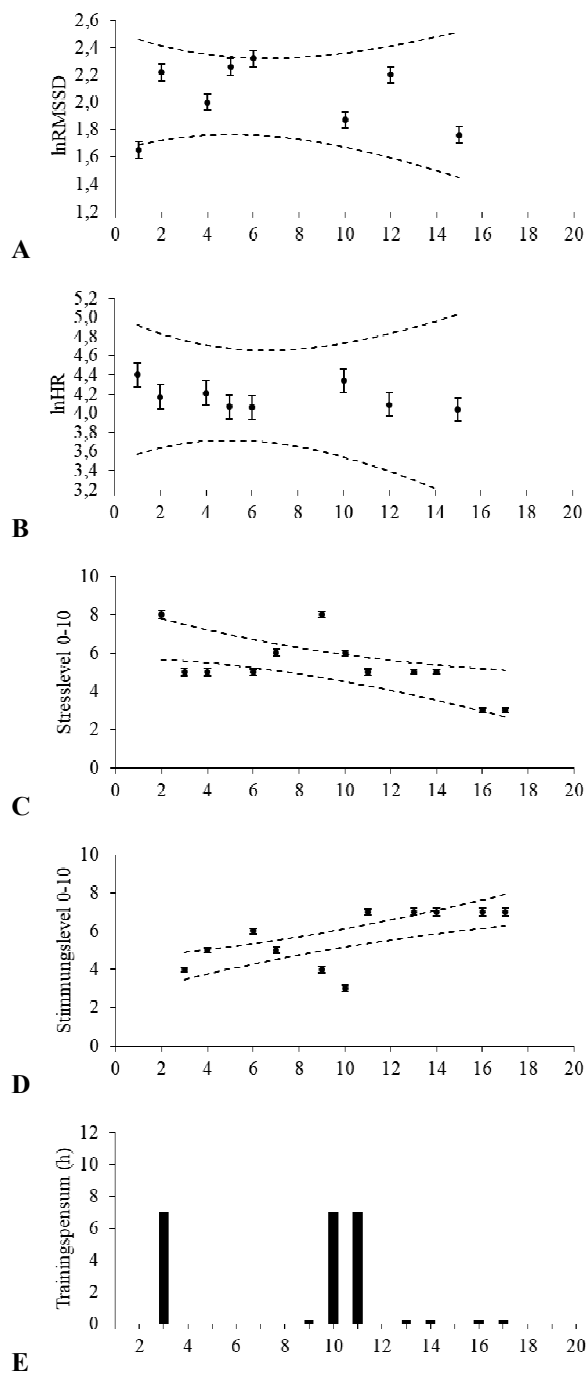 lnRMSSD
2,6
2,4
2,2
2,0
1,8
1,6
1,4
1,2
0 2 4 6 8 10 12 14 16 18 20
A
lnHR
5,2
5,0
4,8
4,6
4,4
4,2
4,0
3,8
3,6
3,4
3,2
0 2 4 6 8 10 12 14 16 18 20
B
Stresslevel 0-10
10
8
6
4
2
0
0 2 4 6 8 10 12 14 16 18 20
C
Stimmungslevel 0-10
10
8
6
4
2
0
0 2 4 6 8 10 12 14 16 18 20
D
Trainingspensum (h)
12
10
8
6
4
2
0
2 4 6 8 10 12 14 16 18 20
E